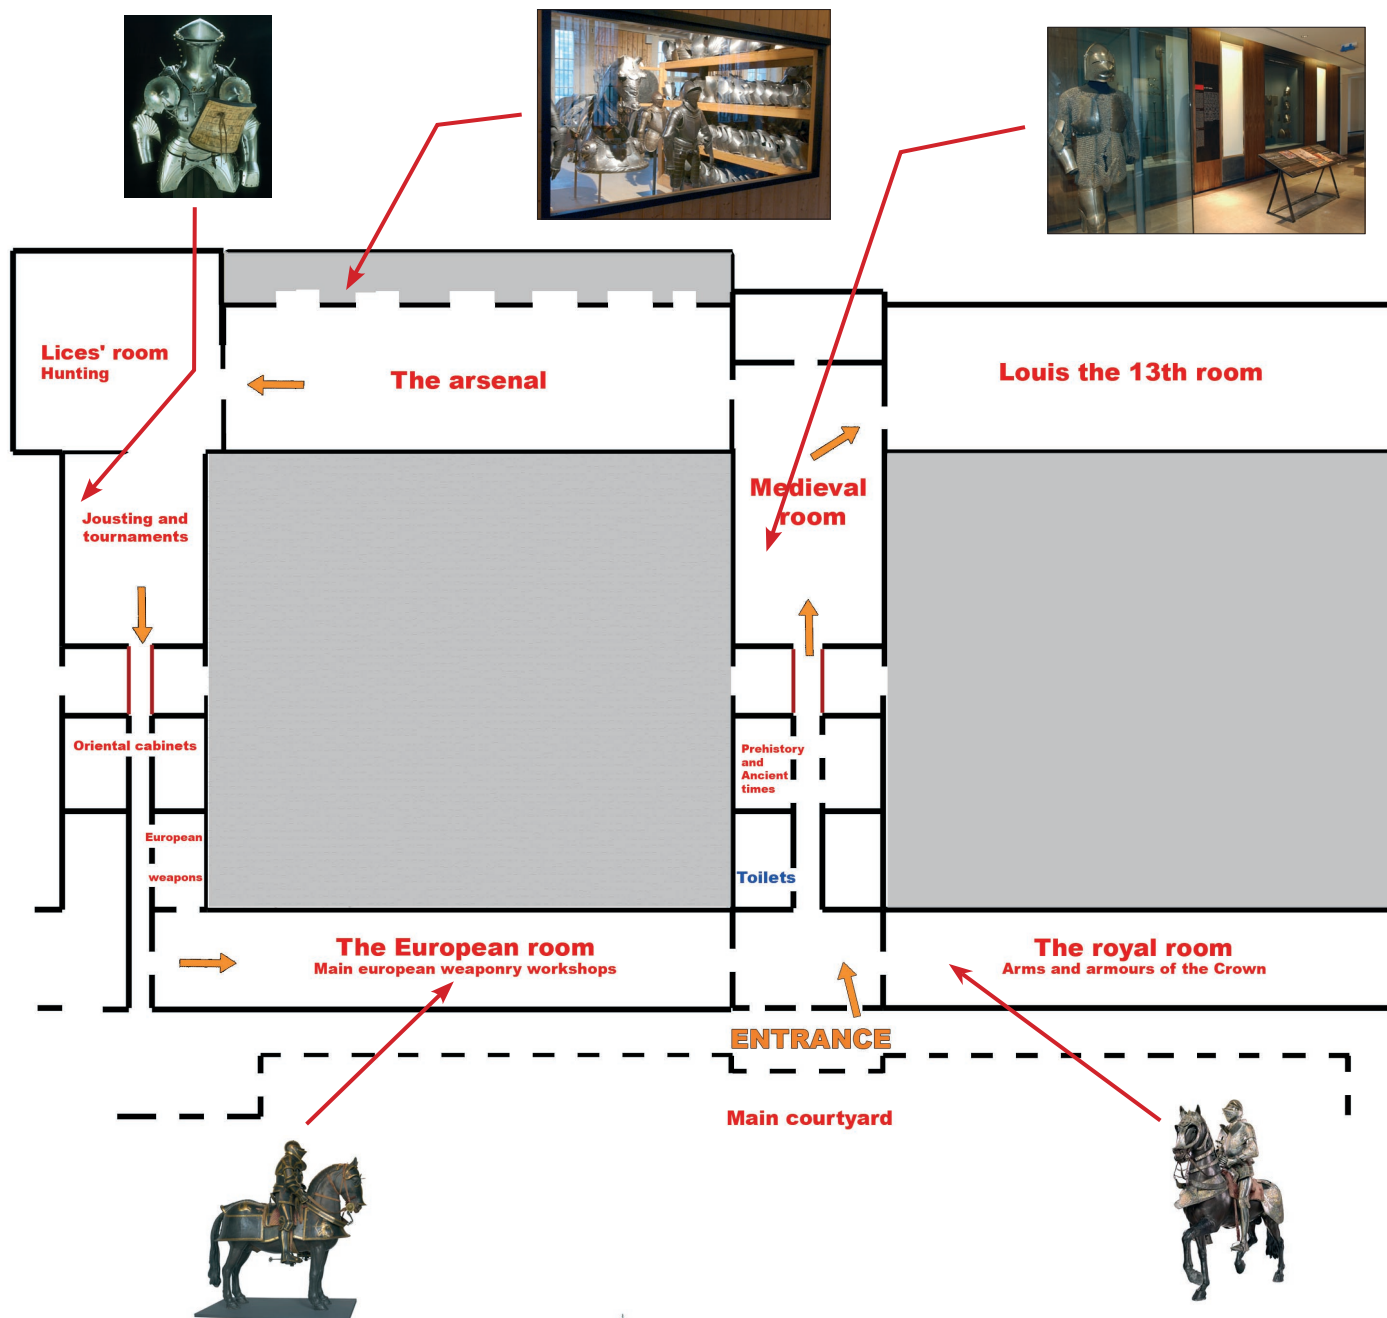 Lices' room
Hunting
The arsenal
Louis the 13th room
Medieval
room
Jousting and
tournaments
Oriental cabinets
Prehistory
and
Ancient
times
European
weapons
Toilets
The European room
Main european weaponry workshops
The royal room
Arms and armours of the Crown
ENTRANCE
Main courtyard